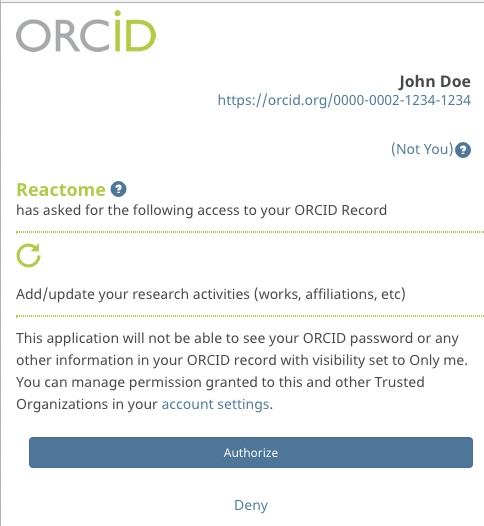 ORCID
John Doe
https://orcid.org/0000-0002-1234-1234
(Not You)?
Reactome ?
has asked for the following access to your ORCID Record
Add/update your research activities (works, affiliations, etc)
This application will not be able to see your ORCID password or any
other information in your ORCID record with visibility set to Only me.
You can manage permission granted to this and other Trusted
Organizations in your account settings.
Authorize
Deny